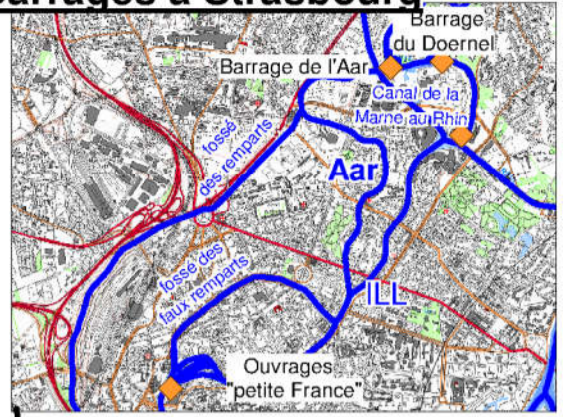 barrages à Strasbourg
Barrage
du Doernel
Barrage de l'Aar
Canal de la
Marne au Rhin
fossé
des remparts
Aar
fossé des
faux remparts
ILL
Ouvrages
"petite France"